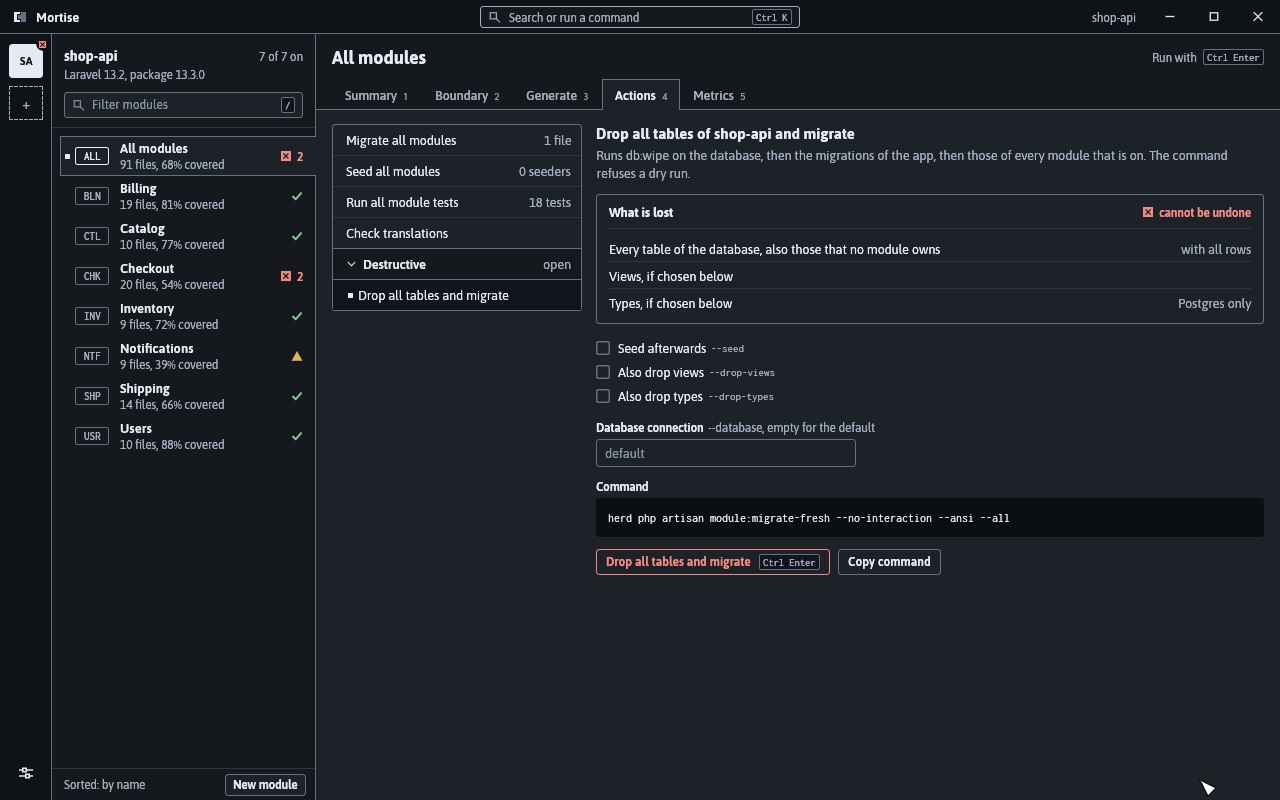 Mortise
Search or run a command Ctrl K
shop-api
SA
+
shop-api 7 of 7 on
Laravel 13.2, package 13.3.0
Filter modules /
ALL All modules 2
91 files, 68% covered
BLN Billing
19 files, 81% covered
CTL Catalog
10 files, 77% covered
CHK Checkout 2
20 files, 54% covered
INV Inventory
9 files, 72% covered
NTF Notifications
9 files, 39% covered
SHP Shipping
14 files, 66% covered
USR Users
10 files, 88% covered
Sorted: by name New module
All modules Run with Ctrl Enter
Summary 1 Boundary 2 Generate 3 Actions 4 Metrics 5
Migrate all modules 1 file
Seed all modules 0 seeders
Run all module tests 18 tests
Check translations
Destructive open
Drop all tables and migrate
Drop all tables of shop-api and migrate
Runs db:wipe on the database, then the migrations of the app, then those of every module that is on. The command
refuses a dry run.
What is lost cannot be undone
Every table of the database, also those that no module owns with all rows
Views, if chosen below
Types, if chosen below Postgres only
Seed afterwards --seed
Also drop views --drop-views
Also drop types --drop-types
Database connection --database, empty for the default
default
Command
herd php artisan module:migrate-fresh --no-interaction --ansi --all
Drop all tables and migrate Ctrl Enter Copy command